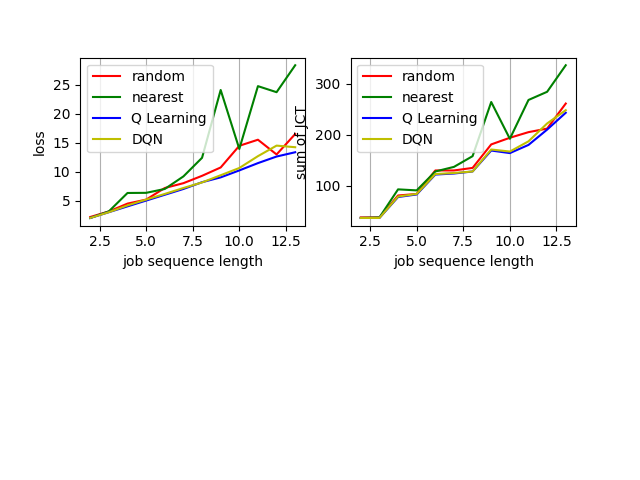 random
nearest
Q Learning
DQN
loss
25
20
15
10
5
2.5 5.0 7.5 10.0 12.5
job sequence length
random
nearest
Q Learning
DQN
sum of JCT
300
200
100
2.5 5.0 7.5 10.0 12.5
job sequence length